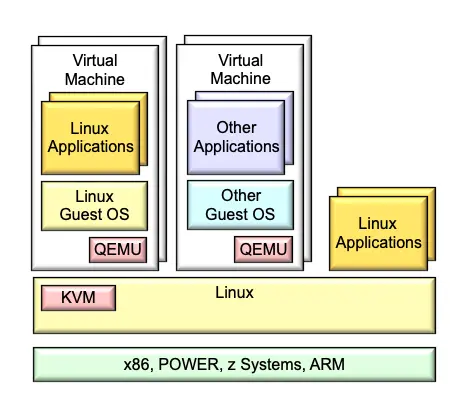 Virtual
Machine
Linux
Applications
Linux
Guest OS
QEMU
Virtual
Machine
Other
Applications
Other
Guest OS
QEMU
Linux
Applications
KVM
Linux
x86, POWER, z Systems, ARM